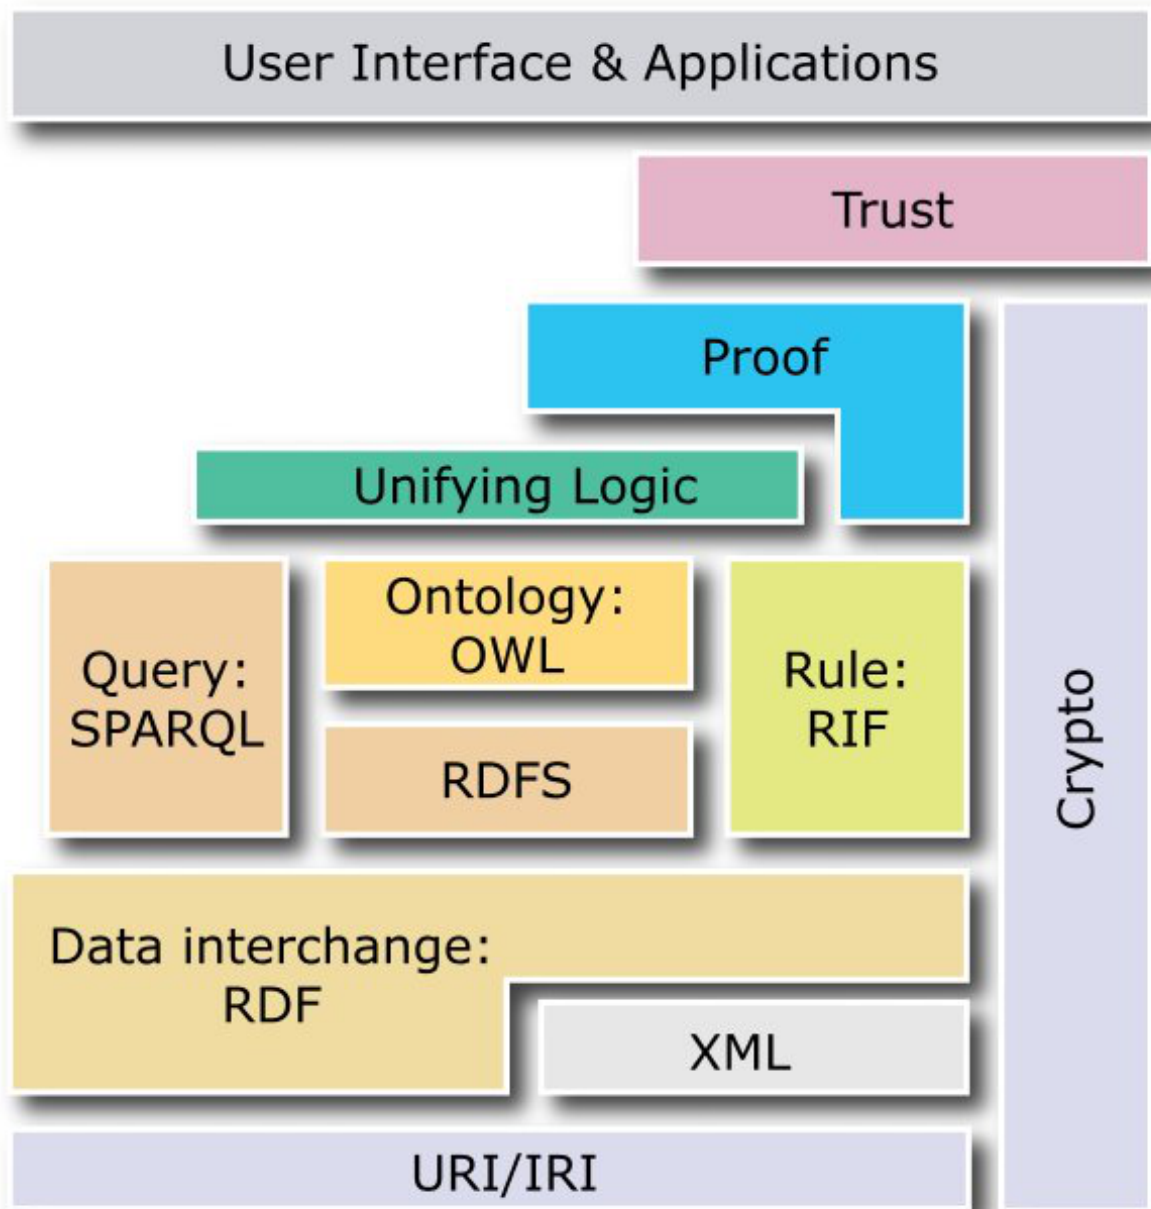 User Interface & Applications
Trust
Proof
Unifying Logic
Query:
SPARQL
Ontology:
OWL
RDFS
Rule:
RIF
Crypto
Data interchange:
RDF
XML
URI/IRI